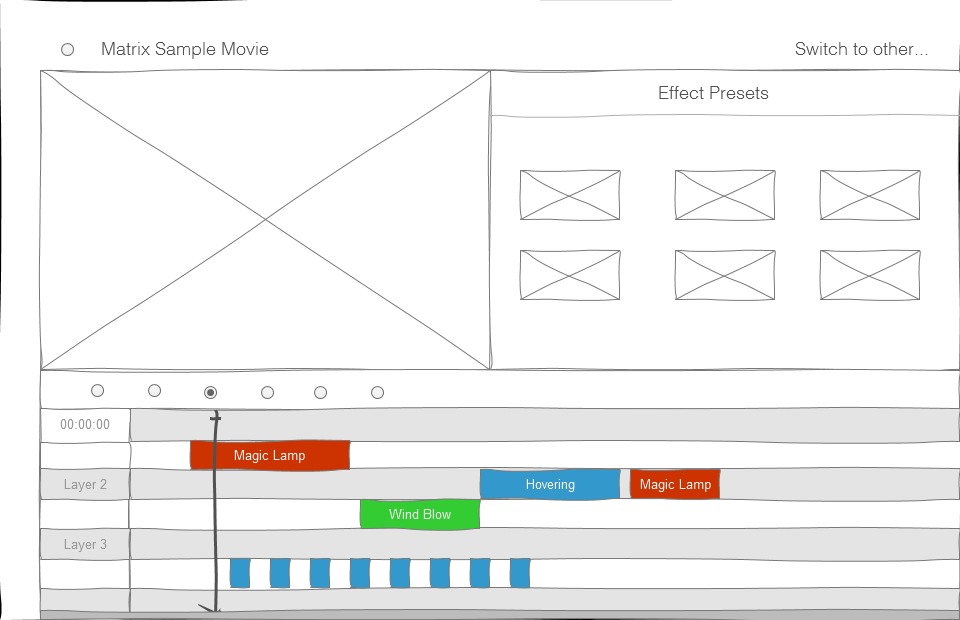 Matrix Sample Movie
Switch to other...
Effect Presets
00:00:00
Magic Lamp
Layer 2
Hovering
Magic Lamp
Wind Blow
Layer 3